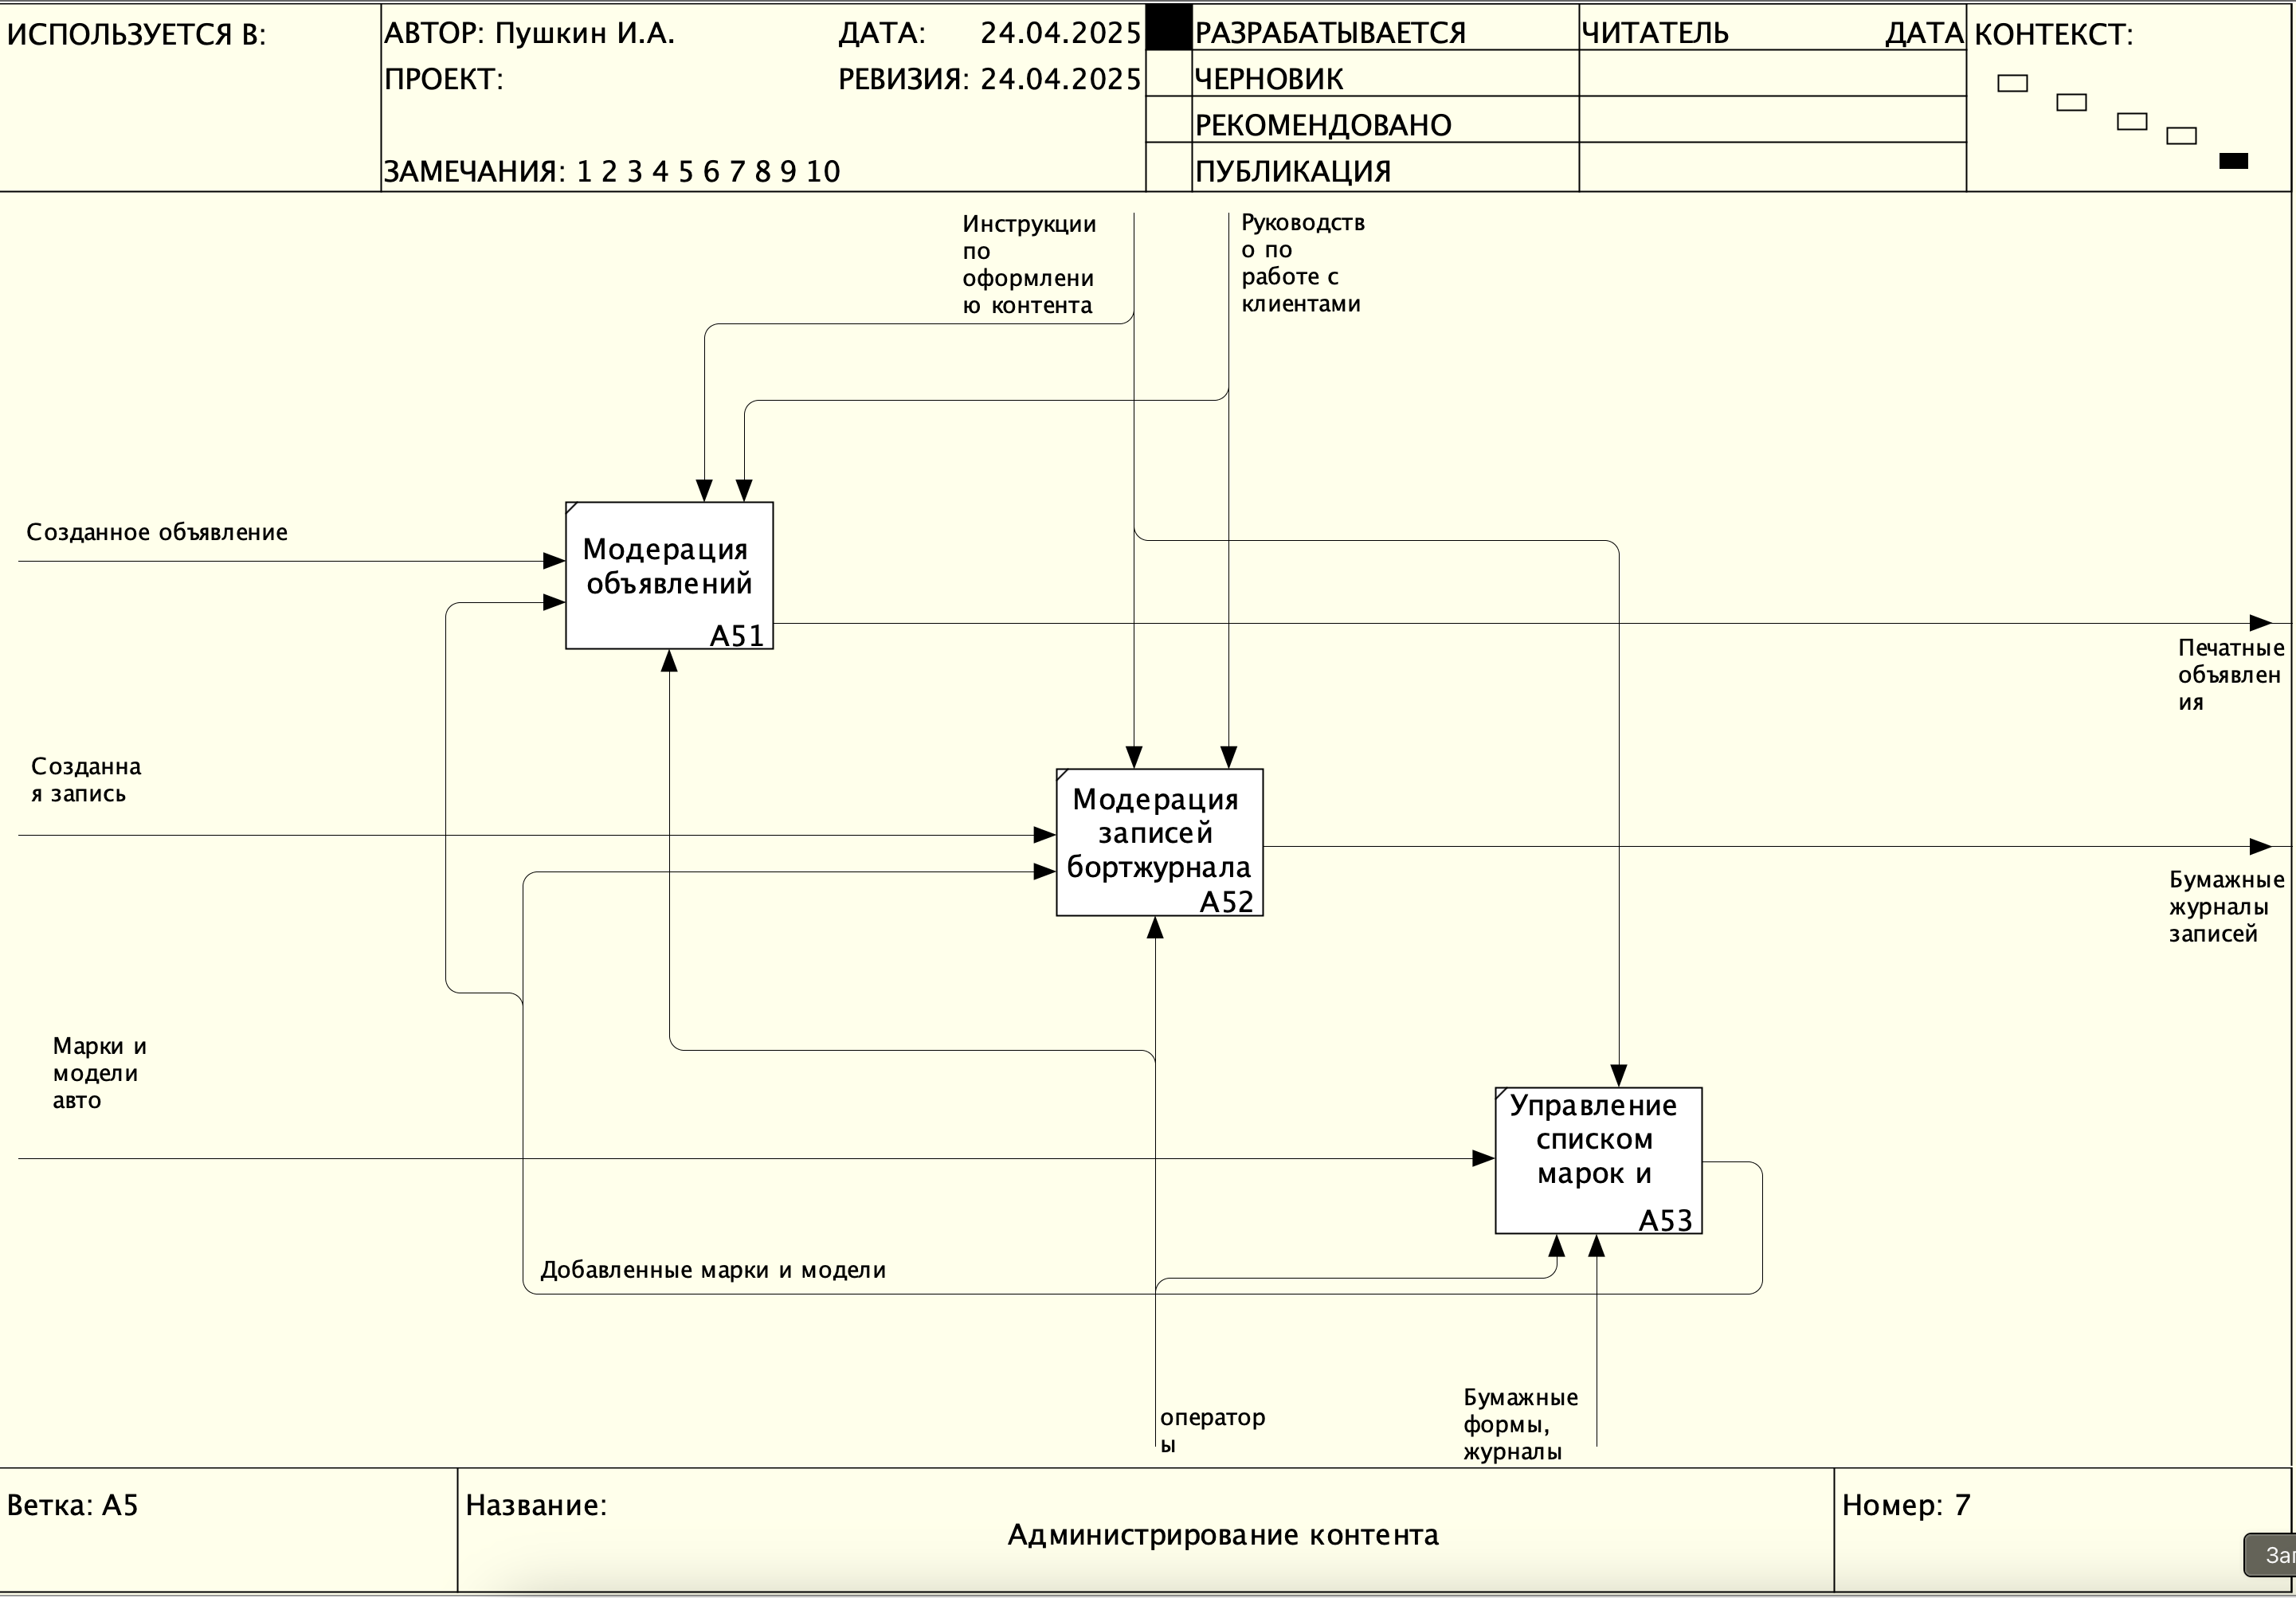 ИСПОЛЬЗУЕТСЯ В:
АВТОР: Пушкин И.А.
ДАТА: 24.04.2025
ПРОЕКТ:
РЕВИЗИЯ: 24.04.2025
ЗАМЕЧАНИЯ: 1 2 3 4 5 6 7 8 9 10
РАЗРАБАТЫВАЕТСЯ
ЧЕРНОВИК
РЕКОМЕНДОВАНО
ПУБЛИКАЦИЯ
ЧИТАТЕЛЬ ДАТА
КОНТЕКСТ:
Инструкции
по
оформлени
ю контента
Руководств
о по
работе с
клиентами
Созданное объявление
Модерация
объявлений
A51
Печатные
объявлен
ия
Созданна
я запись
Модерация
записей
бортжурнала
A52
Бумажные
журналы
записей
Марки и
модели
авто
Управление
списком
марок и
A53
Добавленные марки и модели
оператор
ы
Бумажные
формы,
журналы
Ветка: A5
Название:
Администрирование контента
Номер: 7